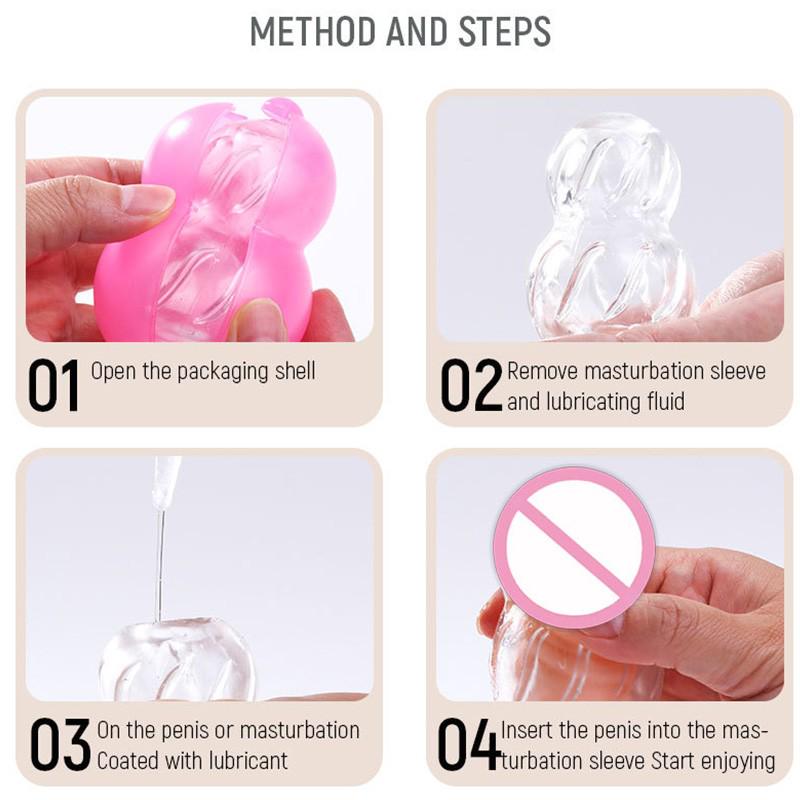 METHOD AND STEPS
01 Open the packaging shell
02 Remove masturbation sleeve
and lubricating fluid
03 On the penis or masturbation
Coated with lubricant
04 Insert the penis into the mas-
turbation sleeve Start enjoying